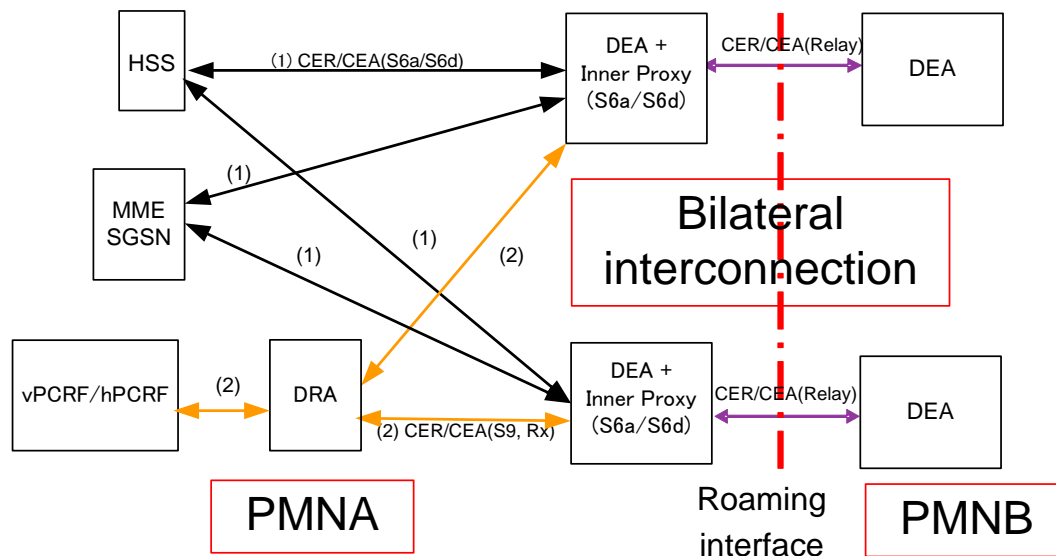 HSS
(1) CER/CEA(S6a/S6d)
DEA +
Inner Proxy
(S6a/S6d)
CER/CEA(Relay)
DEA
MME
SGSN
(1)
(1)
(1)
(2)
Bilateral
interconnection
vPCRF/hPCRF
(2)
DRA
(2) CER/CEA(S9, Rx)
DEA +
Inner Proxy
(S6a/S6d)
CER/CEA(Relay)
DEA
PMNA
Roaming
interface
PMNB